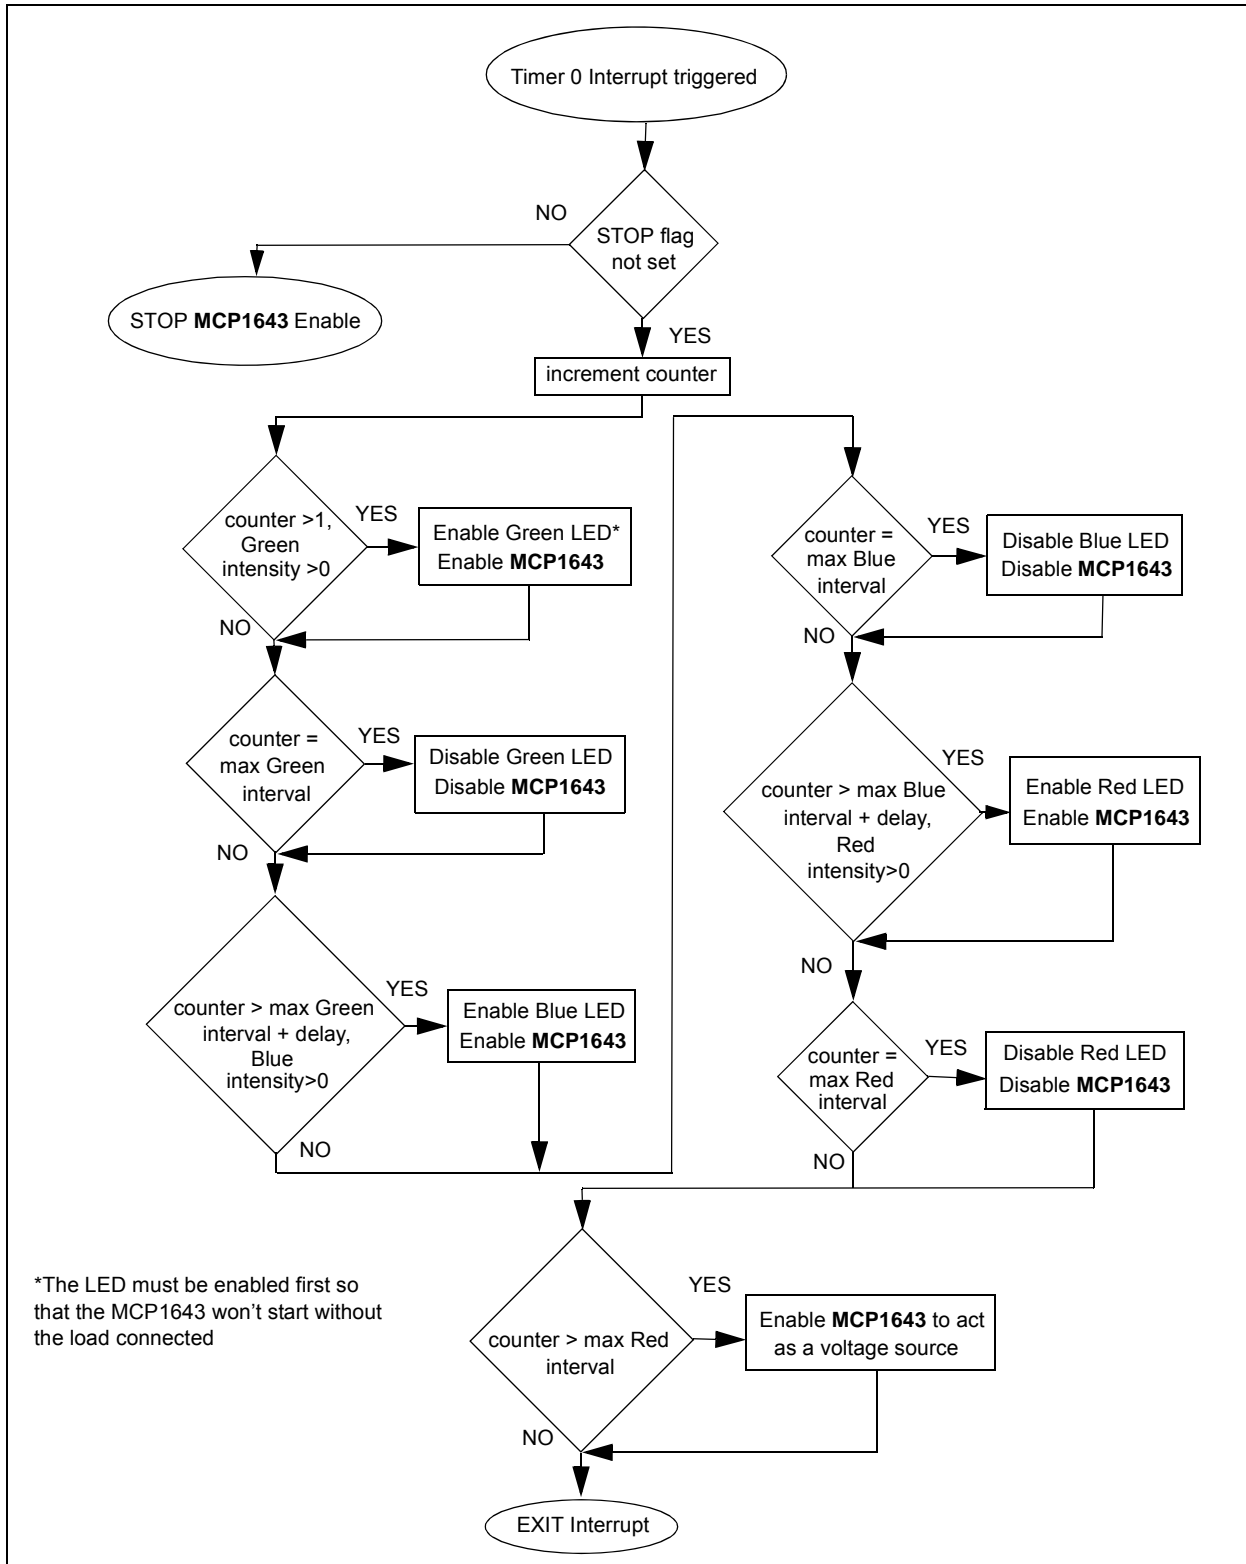 Timer 0 Interrupt triggered
NO
STOP flag
not set
STOP MCP1643 Enable
YES
increment counter
counter >1,
Green
intensity >0
YES
Enable Green LED*
Enable MCP1643
NO
counter =
max Green
interval
YES
Disable Green LED
Disable MCP1643
NO
counter > max Green
interval + delay,
Blue
intensity>0
YES
Enable Blue LED
Enable MCP1643
NO
counter =
max Blue
interval
YES
Disable Blue LED
Disable MCP1643
NO
counter > max Blue
interval + delay,
Red
intensity>0
YES
Enable Red LED
Enable MCP1643
NO
counter =
max Red
interval
YES
Disable Red LED
Disable MCP1643
NO
counter > max Red
interval
YES
Enable MCP1643 to act
as a voltage source
NO
EXIT Interrupt
*The LED must be enabled first so
that the MCP1643 won’t start without
the load connected